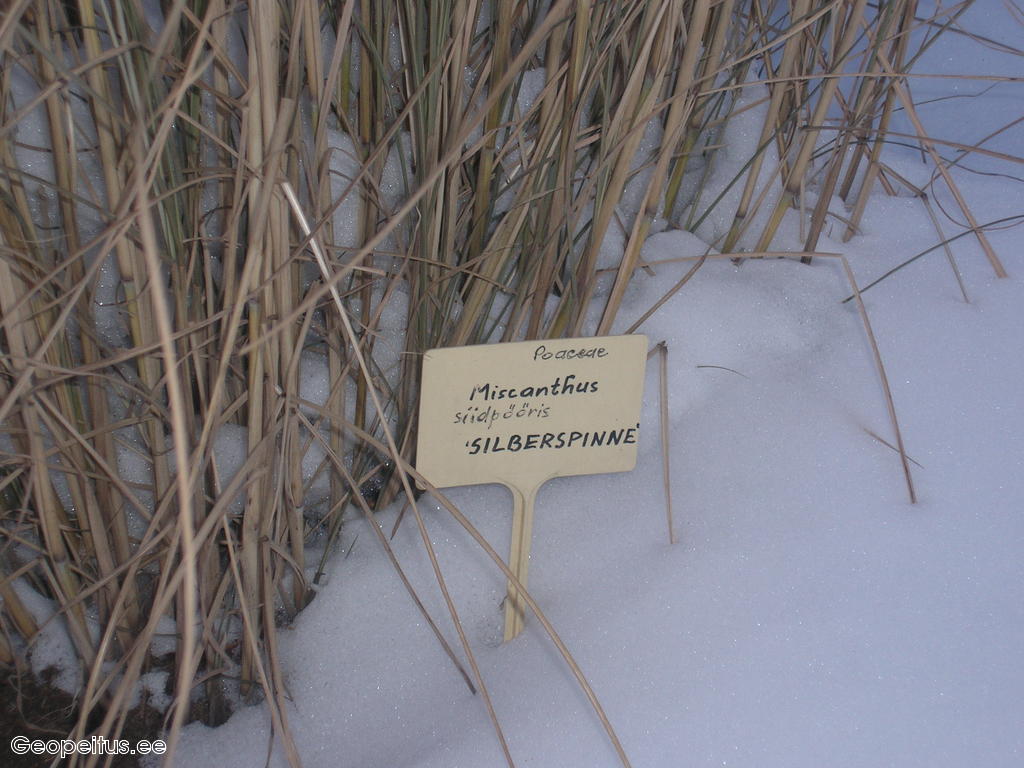 Poaceae
Miscanthus
siidpööris
'SILBERSPINNE'
Geopeitus.ee